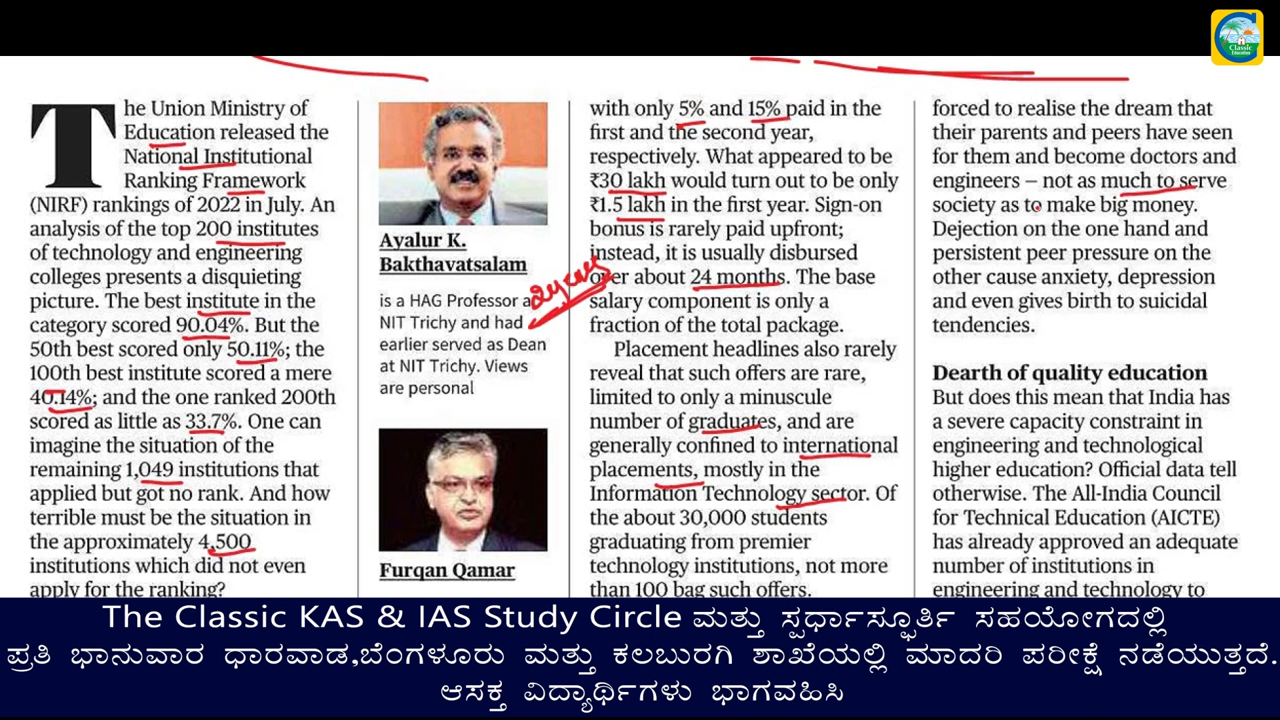 Classic
Education
The Union Ministry of
Education released the
National Institutional
Ranking Framework
(NIRF) rankings of 2022 in July. An
analysis of the top 200 institutes
of technology and engineering
colleges presents a disquieting
picture. The best institute in the
category scored 90.04%. But the
50th best scored only 50.11%; the
100th best institute scored a mere
40.14%; and the one ranked 200th
scored as little as 33.7%. One can
imagine the situation of the
remaining 1,049 institutions that
applied but got no rank. And how
terrible must be the situation in
the approximately 4,500
institutions which did not even
apply for the ranking?
Ayalur K.
Bakthavatsalam
is a HAG Professor a
NIT Trichy and had
earlier served as Dean
at NIT Trichy. Views
are personal
Furqan Qamar
with only 5% and 15% paid in the
first and the second year,
respectively. What appeared to be
₹30 lakh would turn out to be only
₹1.5 lakh in the first year. Sign-on
bonus is rarely paid upfront;
instead, it is usually disbursed
over about 24 months. The base
salary component is only a
fraction of the total package.
Placement headlines also rarely
reveal that such offers are rare,
limited to only a minuscule
number of graduates, and are
generally confined to international
placements, mostly in the
Information Technology sector. Of
the about 30,000 students
graduating from premier
technology institutions, not more
than 100 bag such offers.
forced to realise the dream that
their parents and peers have seen
for them and become doctors and
engineers — not as much to serve
society as to make big money.
Dejection on the one hand and
persistent peer pressure on the
other cause anxiety, depression
and even gives birth to suicidal
tendencies.
Dearth of quality education
But does this mean that India has
a severe capacity constraint in
engineering and technological
higher education? Official data tell
otherwise. The All-India Council
for Technical Education (AICTE)
has already approved an adequate
number of institutions in
engineering and technology to
The Classic KAS & IAS Study Circle ಮತ್ತು ಸ್ಪರ್ಧಾಸ್ಫೂರ್ತಿ ಸಹಯೋಗದಲ್ಲಿ
ಪ್ರತಿ ಭಾನುವಾರ ಧಾರವಾಡ,ಬೆಂಗಳೂರು ಮತ್ತು ಕಲಬುರಗಿ ಶಾಖೆಯಲ್ಲಿ ಮಾದರಿ ಪರೀಕ್ಷೆ ನಡೆಯುತ್ತದೆ.
ಆಸಕ್ತ ವಿದ್ಯಾರ್ಥಿಗಳು ಭಾಗವಹಿಸಿ